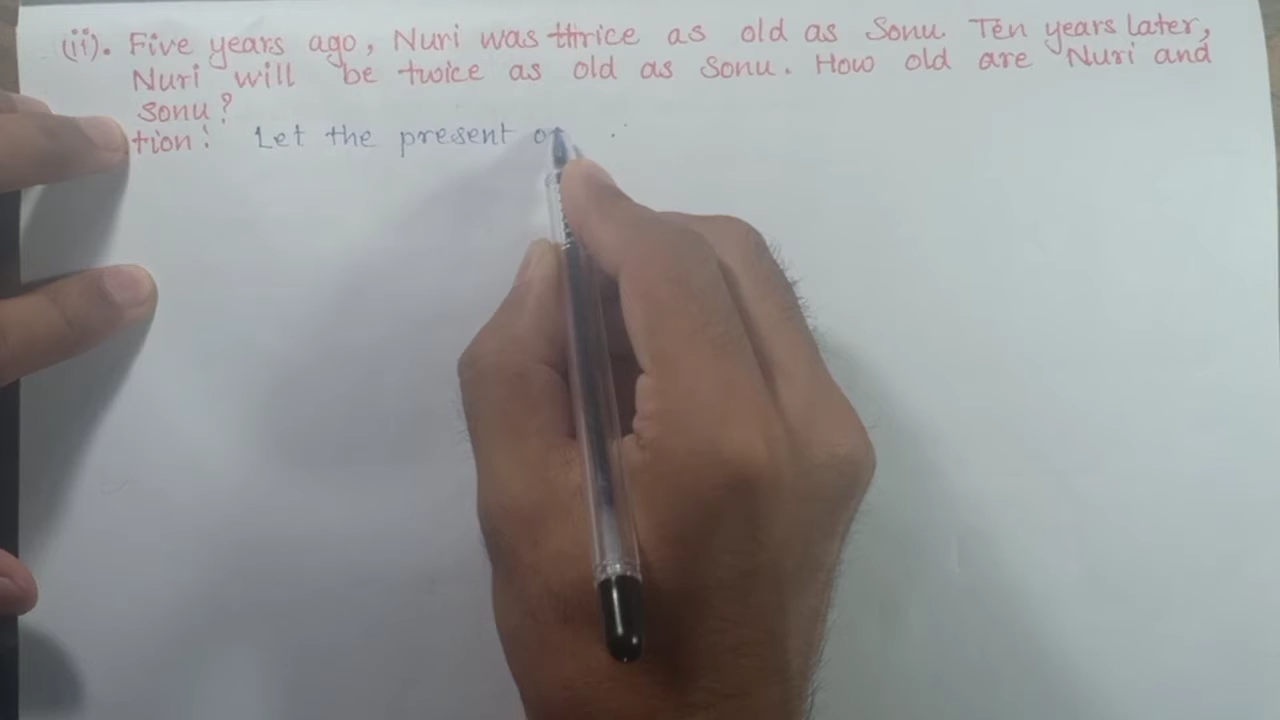 (ii). Five years ago, Nuri was thrice as old as Sonu. Ten years later,
Nuri will be twice as old as Sonu. How old are Nuri and
Sonu?
tion: Let the present